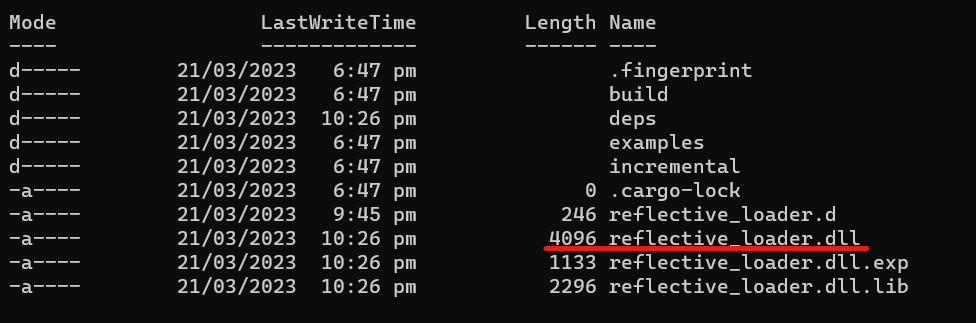 Mode LastWriteTime Length Name
---- ------------- ------ ----
d----- 21/03/2023 6:47 pm .fingerprint
d----- 21/03/2023 6:47 pm build
d----- 21/03/2023 10:26 pm deps
d----- 21/03/2023 6:47 pm examples
d----- 21/03/2023 6:47 pm incremental
-a---- 21/03/2023 6:47 pm 0 .cargo-lock
-a---- 21/03/2023 9:45 pm 246 reflective_loader.d
-a---- 21/03/2023 10:26 pm 4096 reflective_loader.dll
-a---- 21/03/2023 10:26 pm 1133 reflective_loader.dll.exp
-a---- 21/03/2023 10:26 pm 2296 reflective_loader.dll.lib